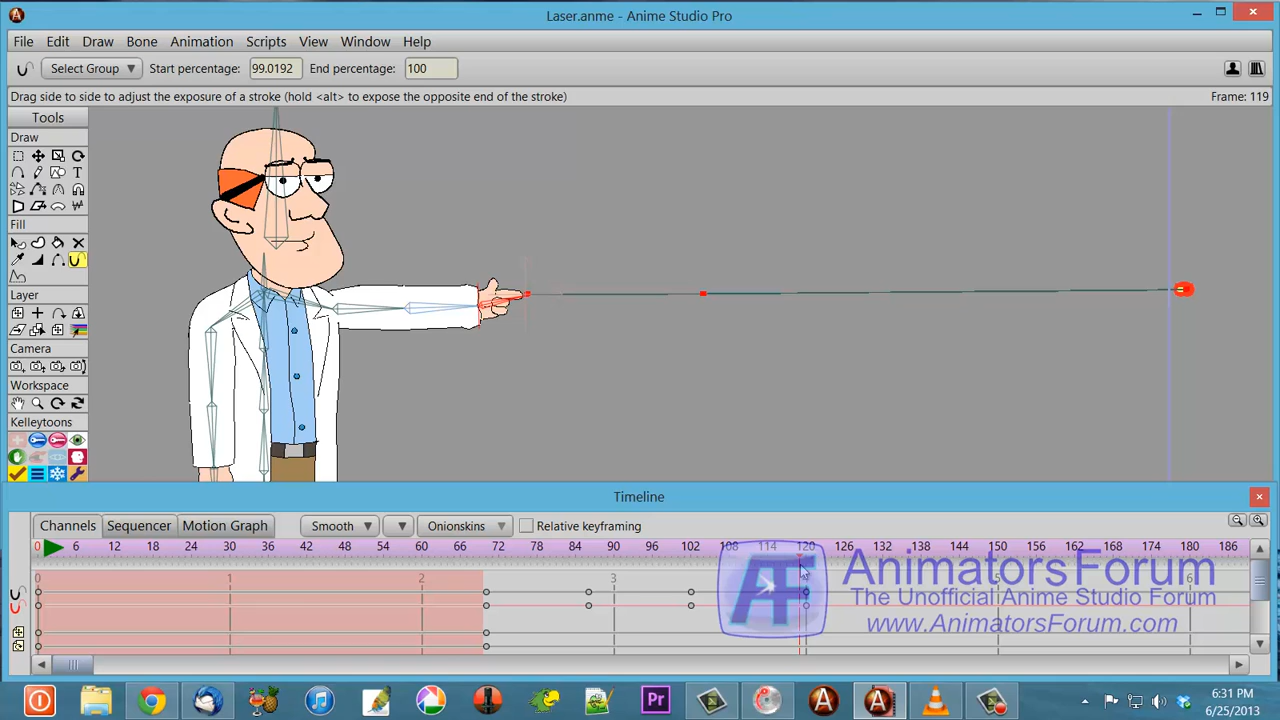 Laser.anme - Anime Studio Pro
File Edit Draw Bone Animation Scripts View Window Help
Select Group Start percentage: 99.0192 End percentage: 100
Drag side to side to adjust the exposure of a stroke (hold <alt> to expose the opposite end of the stroke) Frame: 119
Tools
Draw
Fill
Layer
Camera
Workspace
Kelleytoons
Timeline
Channels Sequencer Motion Graph Smooth Onionskins Relative keyframing
0 6 12 18 24 30 36 42 48 54 60 66 72 78 84 90 96 102 108 114 120 126 132 138 144 150 156 162 168 174 180 186
0 1 2 3 5 6
AF AnimatorsForum
The Unofficial Anime Studio Forum
www.AnimatorsForum.com
Pr
6:31 PM
6/25/2013